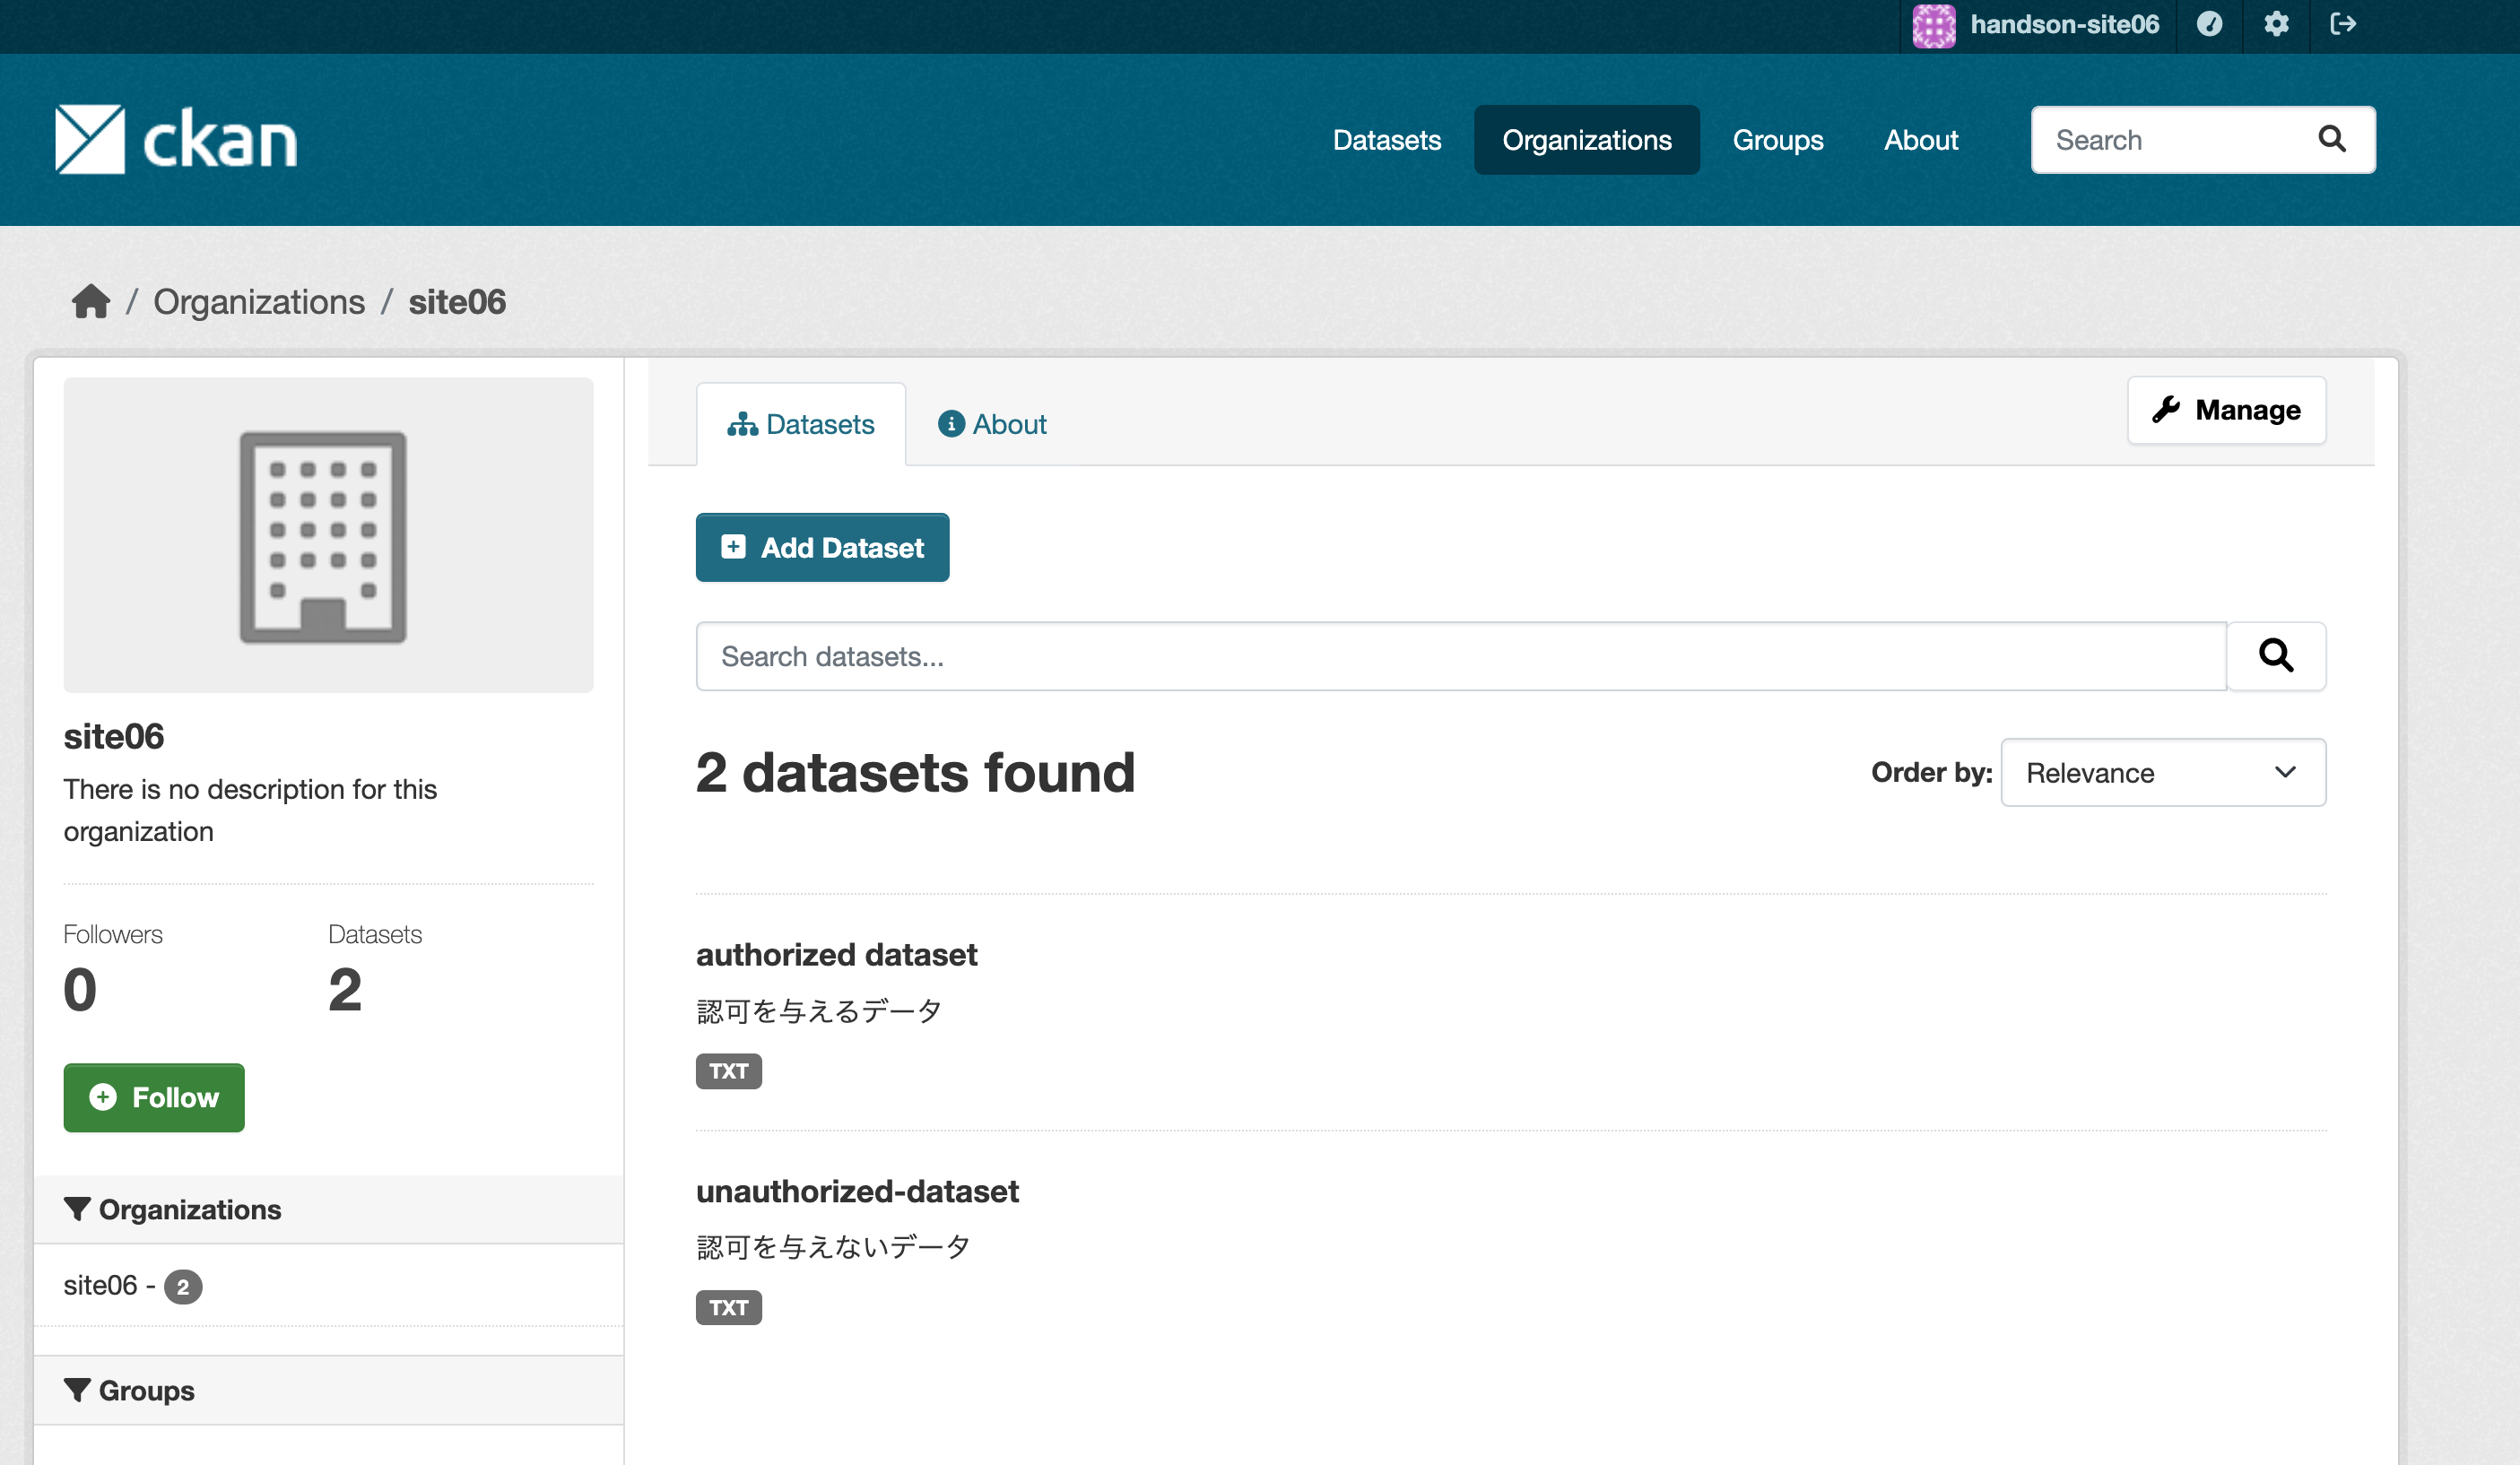 handson-site06
ckan
Datasets
Organizations
Groups
About
Search
/ Organizations / site06
site06
There is no description for this
organization
Followers
0
Datasets
2
Follow
Organizations
site06 - 2
Groups
Datasets
About
Manage
Add Dataset
Search datasets...
2 datasets found
Order by: Relevance
authorized dataset
認可を与えるデータ
TXT
unauthorized-dataset
認可を与えないデータ
TXT